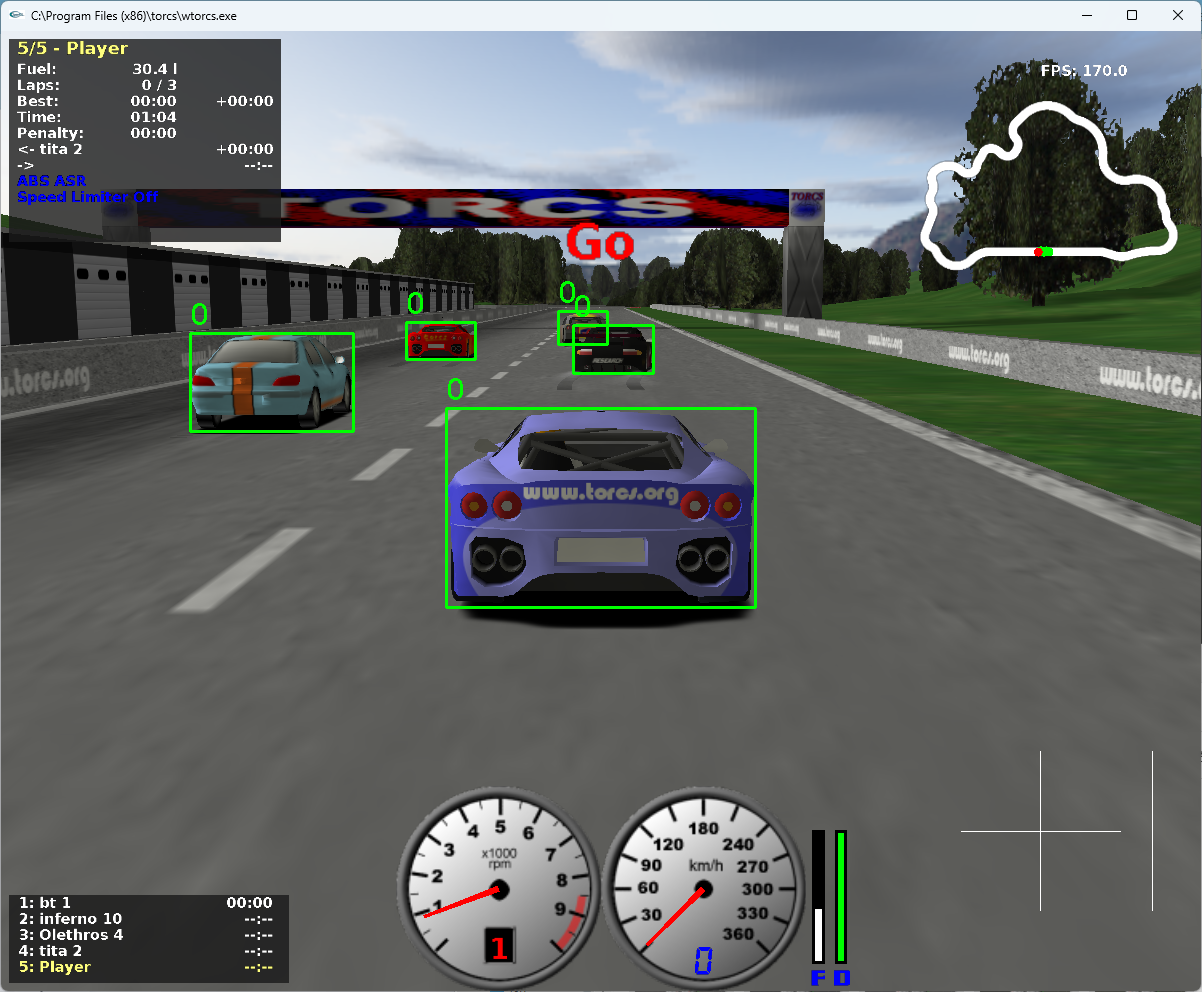 C:\Program Files (x86)\torcs\wtorcs.exe
5/5 - Player
Fuel: 30.4 l
Laps: 0 / 3
Best: 00:00 +00:00
Time: 01:04
Penalty: 00:00
<- tita 2 +00:00
-> --:--
ABS ASR
Speed Limiter Off
FPS: 170.0
TORCS
TORCS
Go
0
0
0
0
0
www.torcs.org
www.torcs.org
www.torcs.org
www.torcs.org
www.torcs.org
1 2 3 4 5 6 7 8 9
x1000
rpm
1
30 60 90 120 180 240 270 300 330 360
km/h
0
F D
1: bt 1 00:00
2: inferno 10 --:--
3: Olethros 4 --:--
4: tita 2 --:--
5: Player --:--